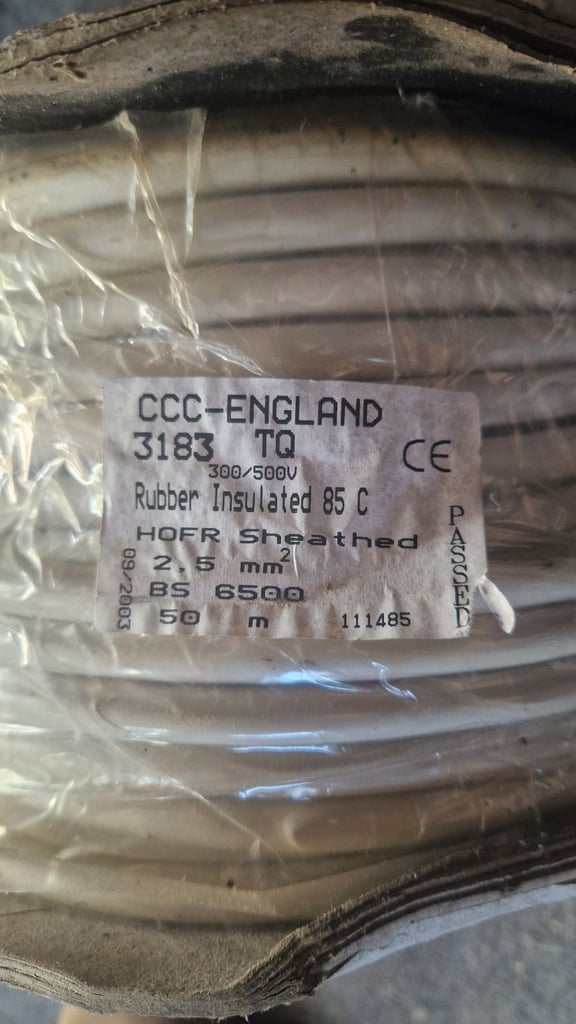 CCC-ENGLAND
3183 TQ
CE
300/500V
Rubber Insulated 85 C
HOFR Sheathed
2.5 mm²
BS 6500
50 m
111485
09/2003
PASSED